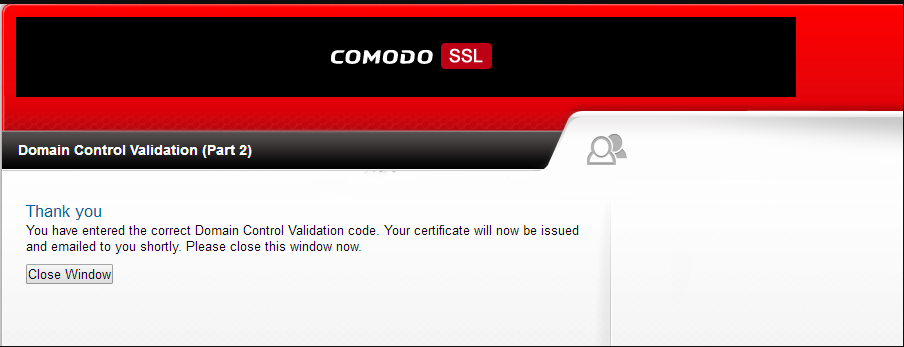 COMODO SSL
Domain Control Validation (Part 2)
Thank you
You have entered the correct Domain Control Validation code. Your certificate will now be issued
and emailed to you shortly. Please close this window now.
Close Window